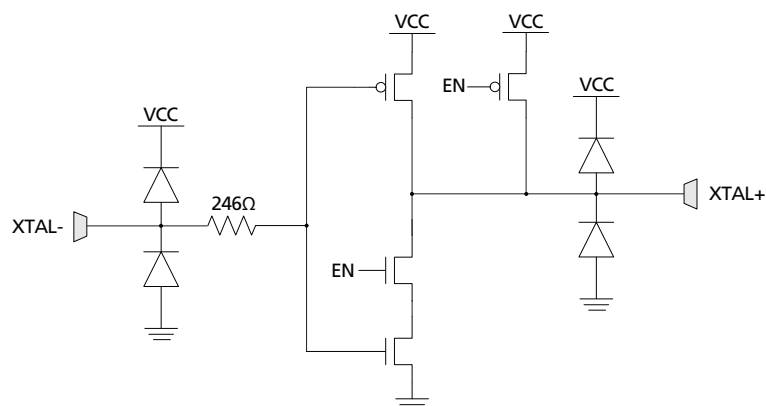 VCC
VCC
EN
VCC
VCC
246Ω
XTAL-
XTAL+
EN